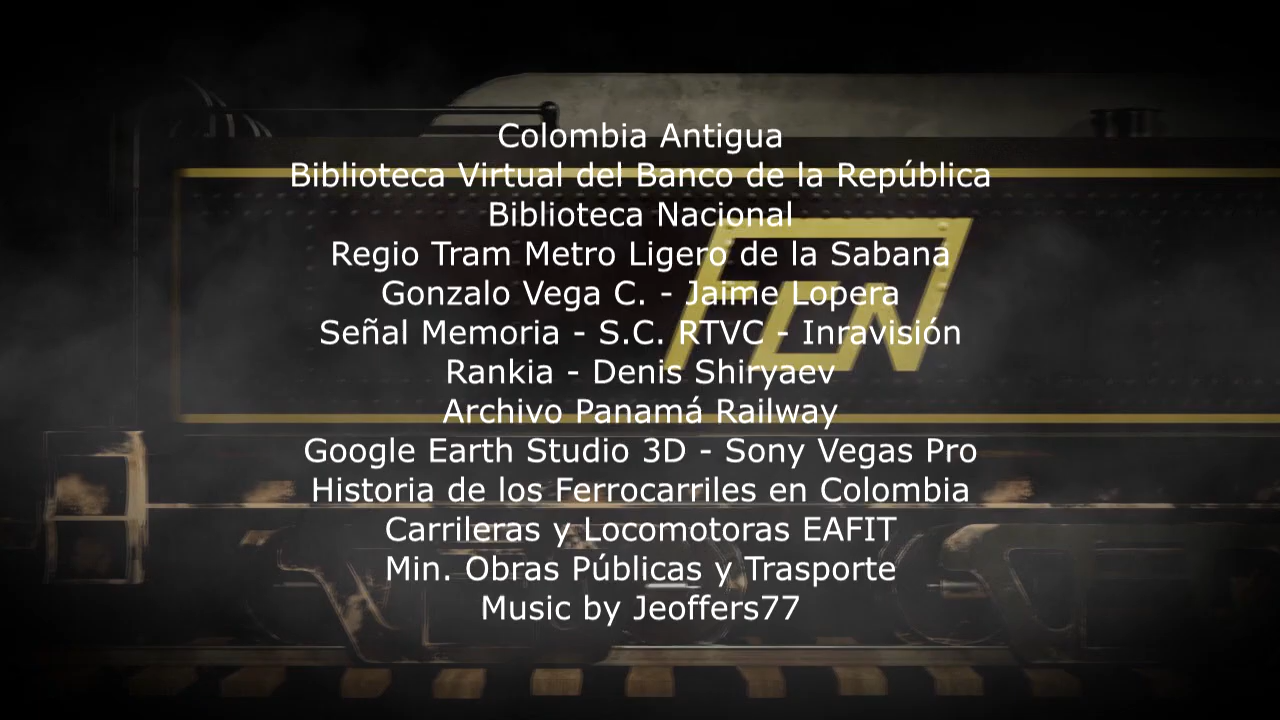 Colombia Antigua
Biblioteca Virtual del Banco de la República
Biblioteca Nacional
Regio Tram Metro Ligero de la Sabana
Gonzalo Vega C. - Jaime Lopera
Señal Memoria - S.C. RTVC - Inravisión
Rankia - Denis Shiryaev
Archivo Panamá Railway
Google Earth Studio 3D - Sony Vegas Pro
Historia de los Ferrocarriles en Colombia
Carrileras y Locomotoras EAFIT
Min. Obras Públicas y Trasporte
Music by Jeoffers77
FCN